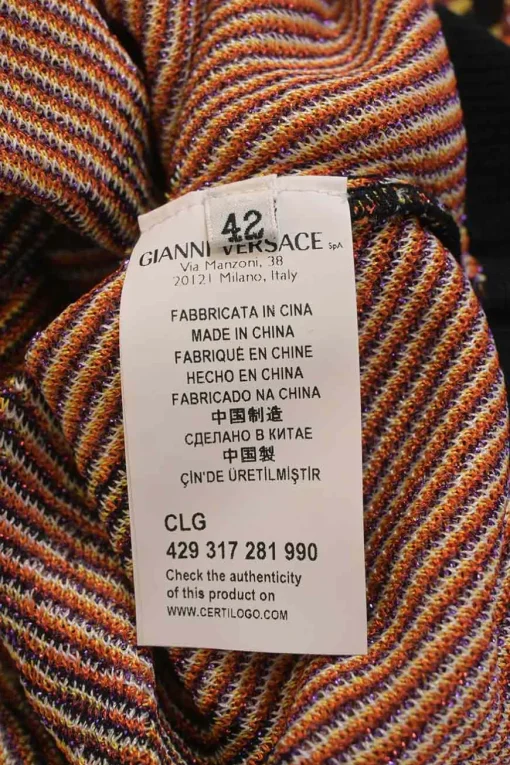 42
GIANNI VERSACE SpA
Via Manzoni, 38
20121 Milano, Italy
FABBRICATA IN CINA
MADE IN CHINA
FABRIQUÉ EN CHINE
HECHO EN CHINA
FABRICADO NA CHINA
中国制造
СДЕЛАНО В КИТАЕ
中国製
ÇİN'DE ÜRETİLMİŞTİR
CLG
429 317 281 990
Check the authenticity
of this product on
WWW.CERTILOGO.COM